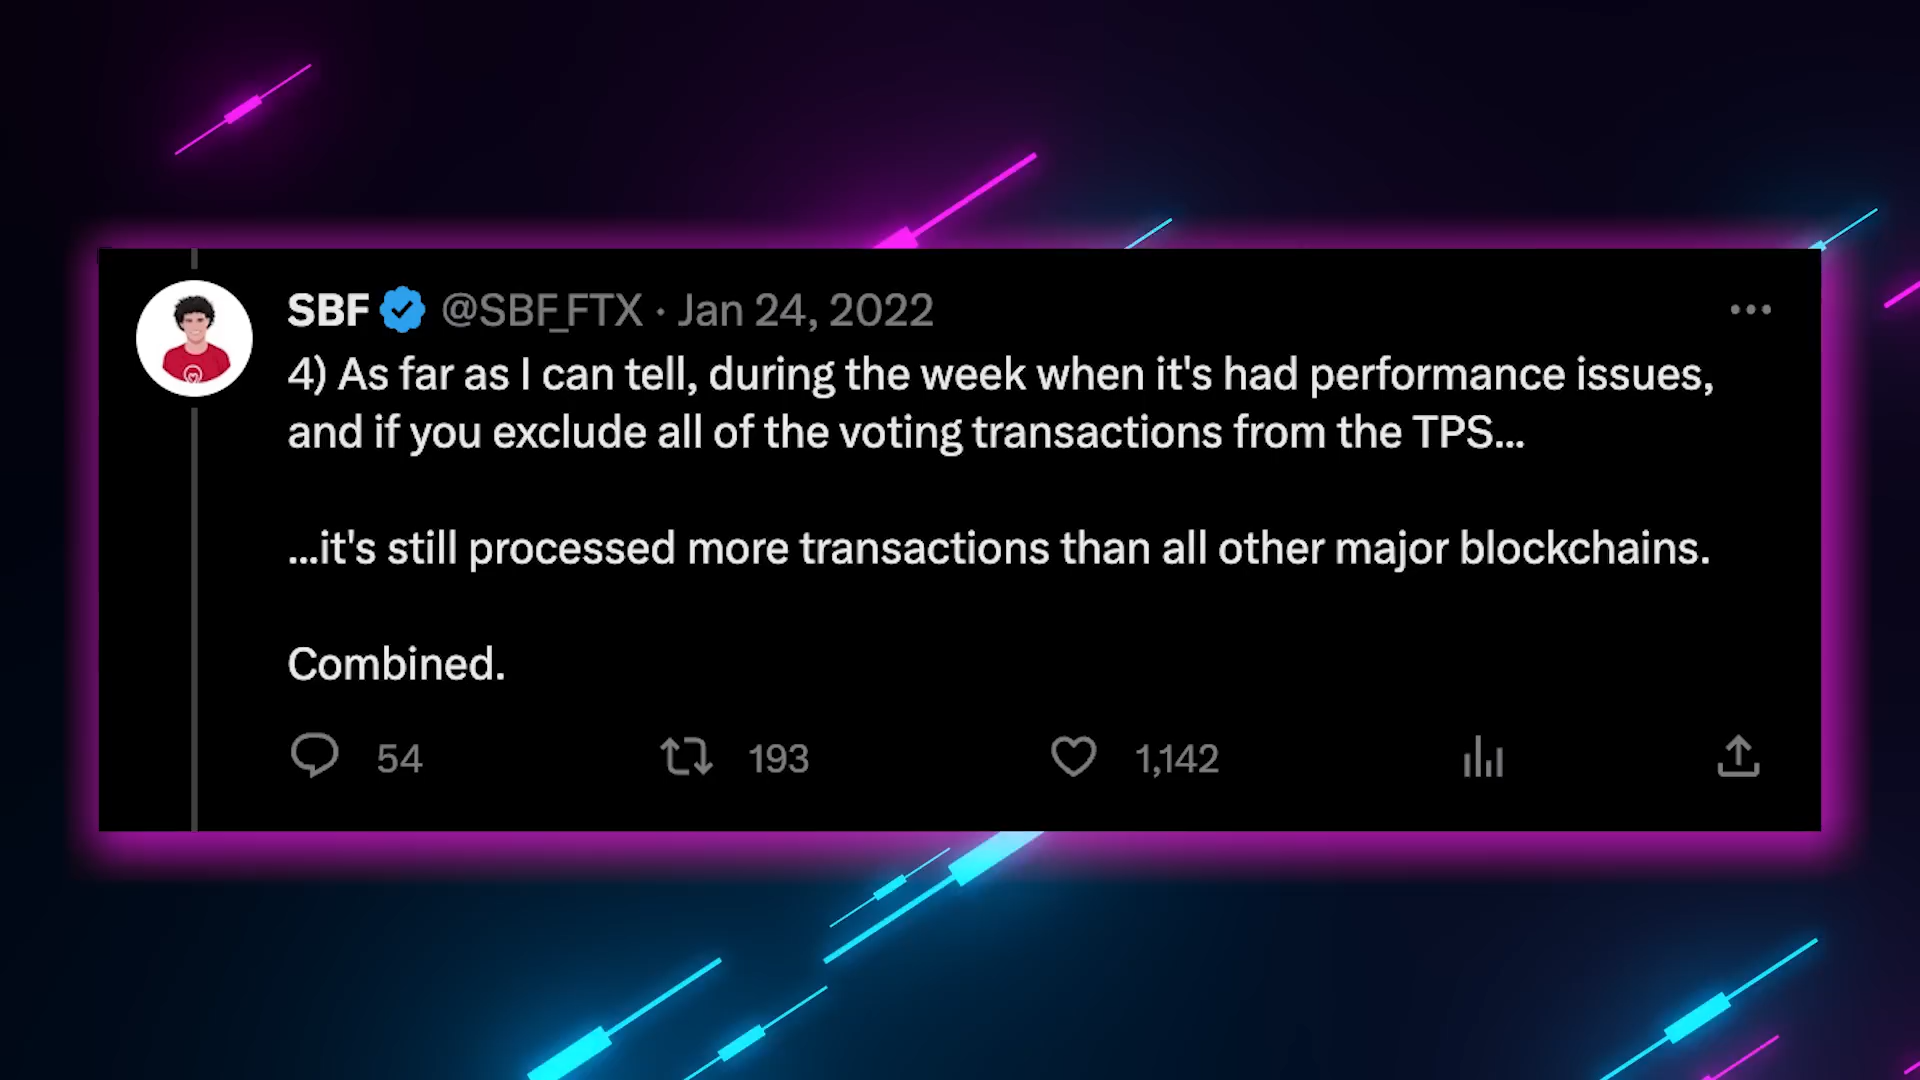 SBF @SBF_FTX · Jan 24, 2022
4) As far as I can tell, during the week when it's had performance issues,
and if you exclude all of the voting transactions from the TPS...
...it's still processed more transactions than all other major blockchains.
Combined.
54 193 1,142